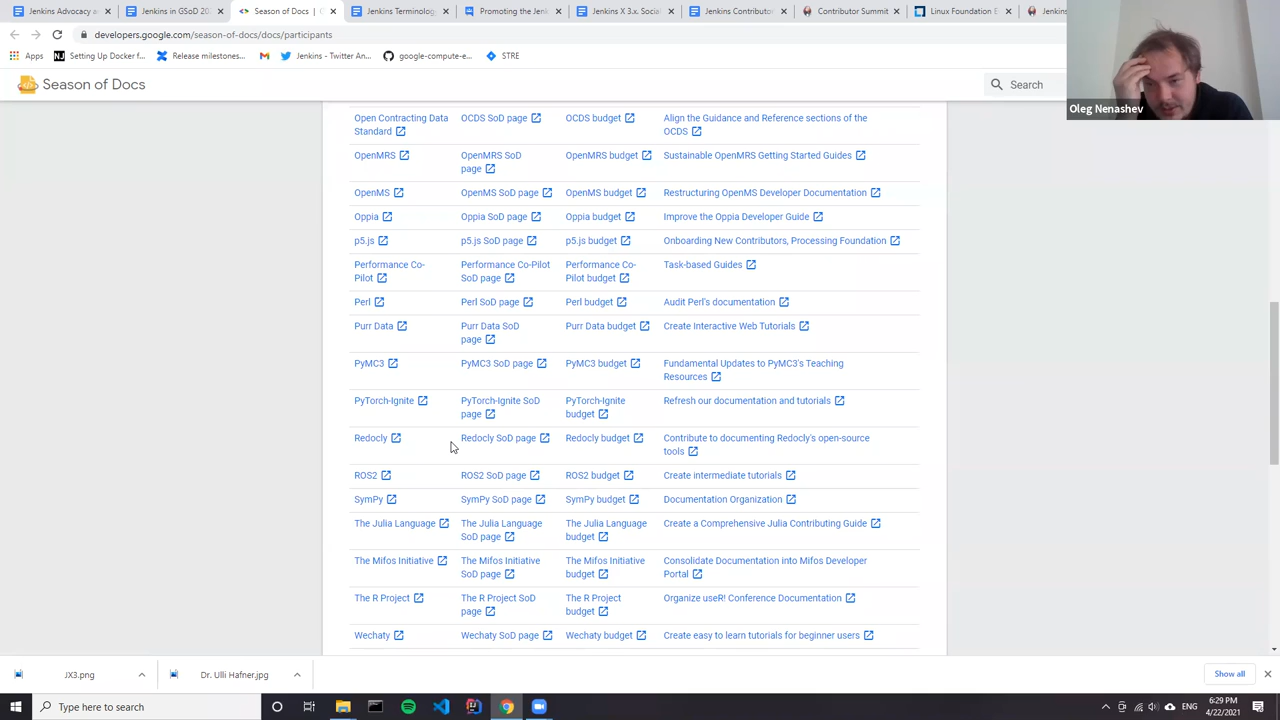 Jenkins Advocacy a
Jenkins in GSoD 20
Season of Docs |
Jenkins Terminolog
Promoting the Jenk
Jenkins X 3.x. Social
Jenkins Contributo
Contributor Summit
Linux Foundation E
Jenkin
developers.google.com/season-of-docs/docs/participants
Apps
Setting Up Docker f...
Release milestones...
Jenkins - Twitter An...
google-compute-e...
STRE
Season of Docs
Search
Oleg Nenashev
Open Contracting Data
Standard
OCDS SoD page
OCDS budget
Align the Guidance and Reference sections of the
OCDS
OpenMRS
OpenMRS SoD
page
OpenMRS budget
Sustainable OpenMRS Getting Started Guides
OpenMS
OpenMS SoD page
OpenMS budget
Restructuring OpenMS Developer Documentation
Oppia
Oppia SoD page
Oppia budget
Improve the Oppia Developer Guide
p5.js
p5.js SoD page
p5.js budget
Onboarding New Contributors, Processing Foundation
Performance Co-
Pilot
Performance Co-Pilot
SoD page
Performance Co-
Pilot budget
Task-based Guides
Perl
Perl SoD page
Perl budget
Audit Perl's documentation
Purr Data
Purr Data SoD
page
Purr Data budget
Create Interactive Web Tutorials
PyMC3
PyMC3 SoD page
PyMC3 budget
Fundamental Updates to PyMC3's Teaching
Resources
PyTorch-Ignite
PyTorch-Ignite SoD
page
PyTorch-Ignite
budget
Refresh our documentation and tutorials
Redocly
Redocly SoD page
Redocly budget
Contribute to documenting Redocly's open-source
tools
ROS2
ROS2 SoD page
ROS2 budget
Create intermediate tutorials
SymPy
SymPy SoD page
SymPy budget
Documentation Organization
The Julia Language
The Julia Language
SoD page
The Julia Language
budget
Create a Comprehensive Julia Contributing Guide
The Mifos Initiative
The Mifos Initiative
SoD page
The Mifos Initiative
budget
Consolidate Documentation into Mifos Developer
Portal
The R Project
The R Project SoD
page
The R Project
budget
Organize useR! Conference Documentation
Wechaty
Wechaty SoD page
Wechaty budget
Create easy to learn tutorials for beginner users
JX3.png
Dr. Ulli Hafner.jpg
Show all
Type here to search
ENG
6:29 PM
4/22/2021